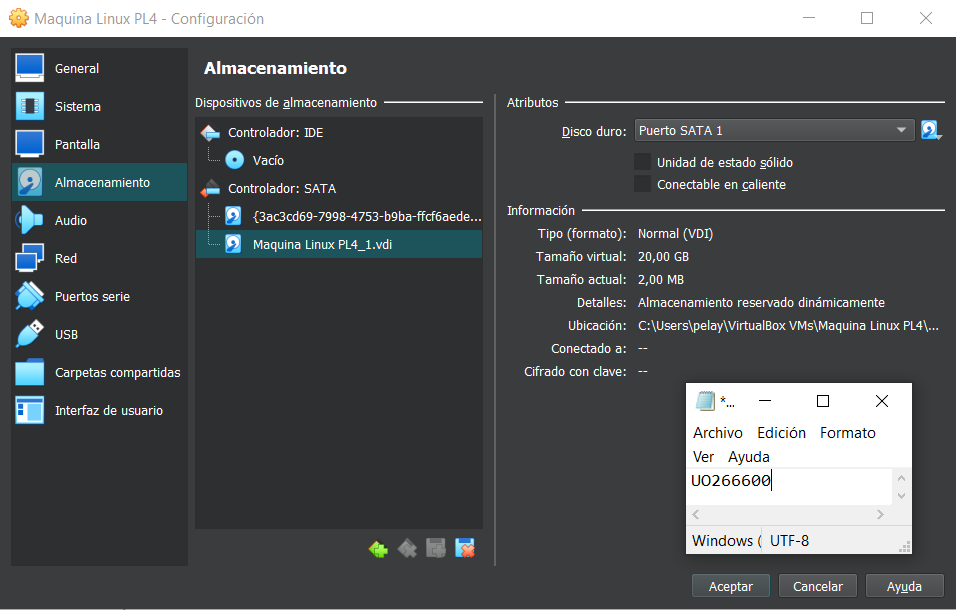 Maquina Linux PL4 - Configuración
General
Sistema
Pantalla
Almacenamiento
Audio
Red
Puertos serie
USB
Carpetas compartidas
Interfaz de usuario
Almacenamiento
Dispositivos de almacenamiento
Controlador: IDE
Vacío
Controlador: SATA
{3ac3cd69-7998-4753-b9ba-ffcf6aede...
Maquina Linux PL4_1.vdi
Atributos
Disco duro: Puerto SATA 1
Unidad de estado sólido
Conectable en caliente
Información
Tipo (formato): Normal (VDI)
Tamaño virtual: 20,00 GB
Tamaño actual: 2,00 MB
Detalles: Almacenamiento reservado dinámicamente
Ubicación: C:\Users\pelay\VirtualBox VMs\Maquina Linux PL4\...
Conectado a: --
Cifrado con clave: --
*...
Archivo Edición Formato
Ver Ayuda
UO266600
Windows ( UTF-8
Aceptar Cancelar Ayuda